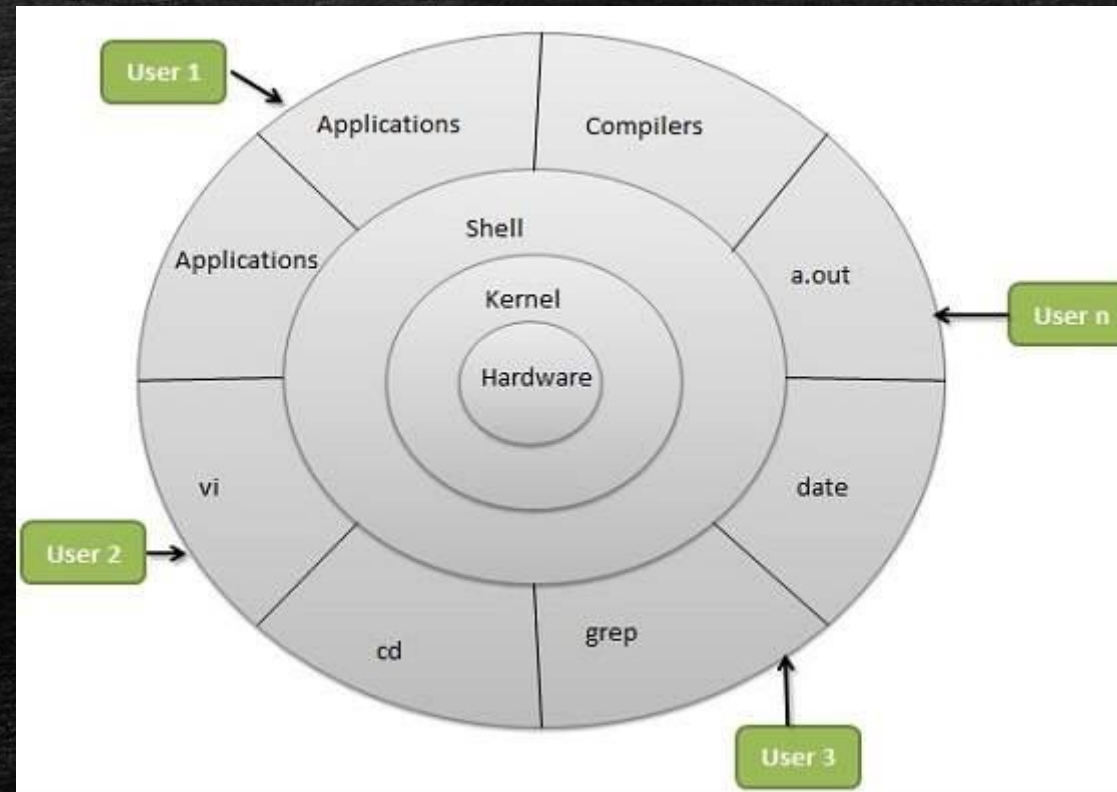 User 1
Applications
Compilers
Shell
Applications
a.out
Kernel
User n
Hardware
vi
date
User 2
cd
grep
User 3